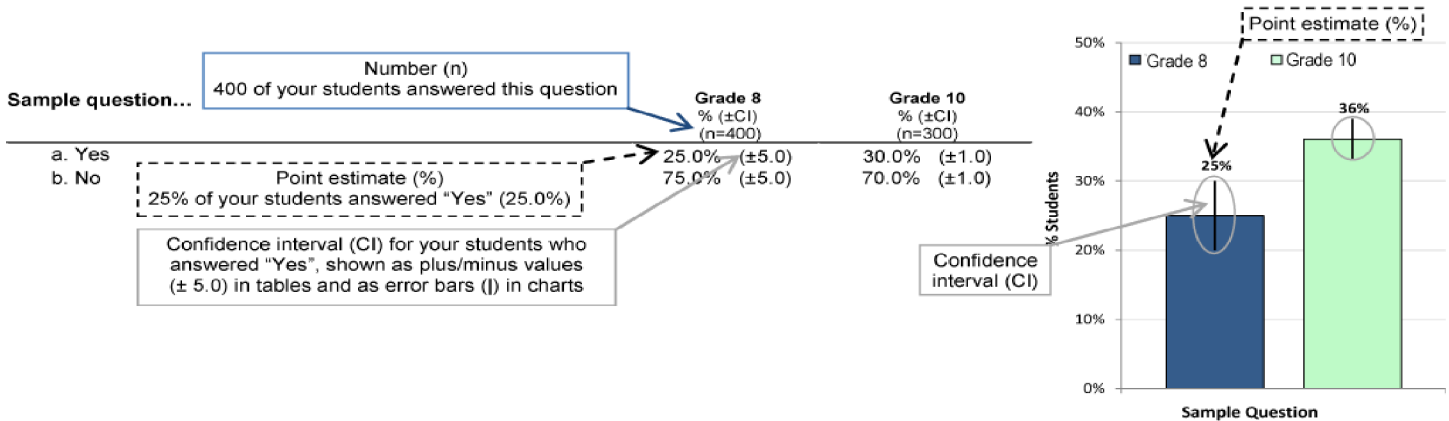 Number (n)
400 of your students answered this question
Sample question…
Grade 8
% (±CI)
(n=400)
Grade 10
% (±CI)
(n=300)
a. Yes
25.0% (±5.0)
30.0% (±1.0)
b. No
75.0% (±5.0)
70.0% (±1.0)
Point estimate (%)
25% of your students answered “Yes” (25.0%)
Confidence interval (CI) for your students who
answered “Yes”, shown as plus/minus values
(± 5.0) in tables and as error bars (|) in charts
Point estimate (%)
50%
Grade 8
Grade 10
40%
36%
25%
30%
% Students
Confidence
interval (CI)
20%
10%
0%
Sample Question